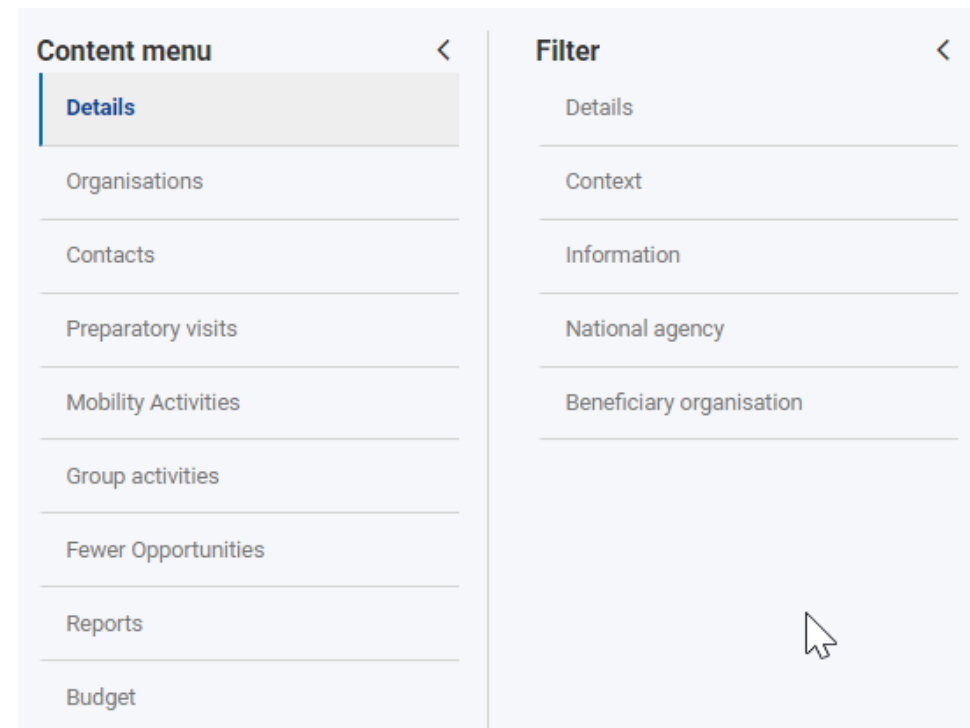 Content menu
Details
Organisations
Contacts
Preparatory visits
Mobility Activities
Group activities
Fewer Opportunities
Reports
Budget
Filter
Details
Context
Information
National agency
Beneficiary organisation